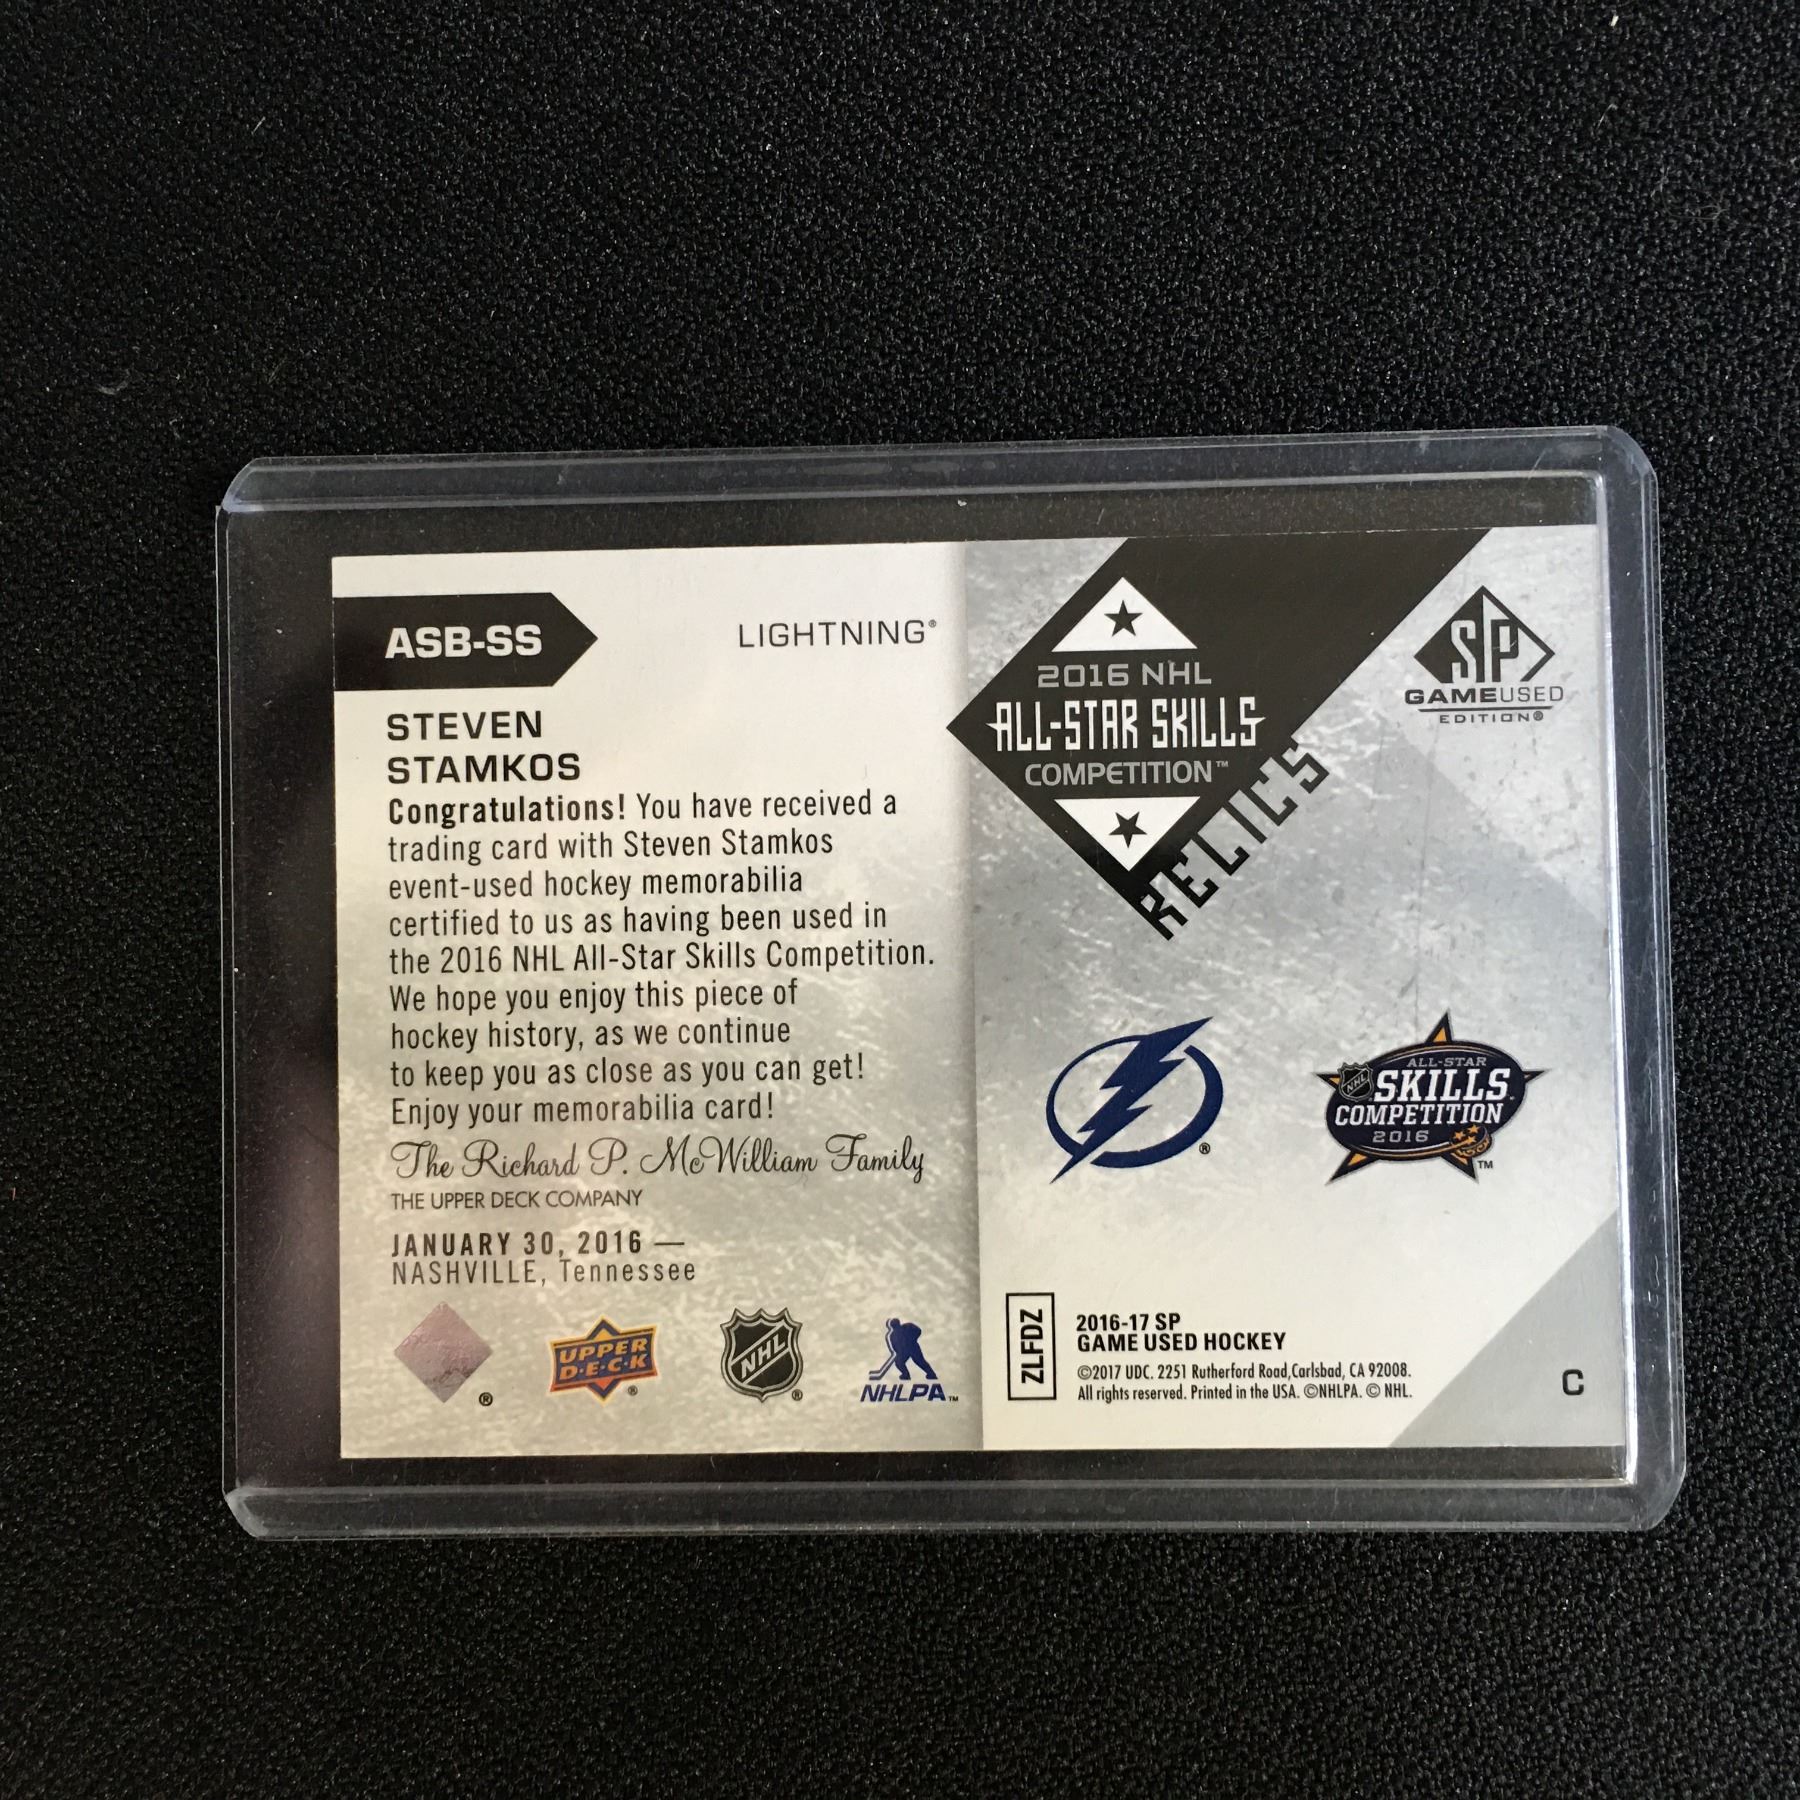 ASB-SS
LIGHTNING®
STEVEN
STAMKOS
Congratulations! You have received a
trading card with Steven Stamkos
event-used hockey memorabilia
certified to us as having been used in
the 2016 NHL All-Star Skills Competition.
We hope you enjoy this piece of
hockey history, as we continue
to keep you as close as you can get!
Enjoy your memorabilia card!
The Richard P. McWilliam Family
THE UPPER DECK COMPANY
JANUARY 30, 2016 —
NASHVILLE, Tennessee
®
UPPER
D·E·C·K
®
NHL
®
NHLPA™
2016 NHL
ALL-STAR SKILLS
COMPETITION™
RELICS
SP
GAMEUSED
EDITION®
®
NHL
ALL-STAR
SKILLS
COMPETITION
2016
™
ZLFDZ
2016-17 SP
GAME USED HOCKEY
©2017 UDC. 2251 Rutherford Road,Carlsbad, CA 92008.
All rights reserved. Printed in the USA. ©NHLPA. © NHL.
C